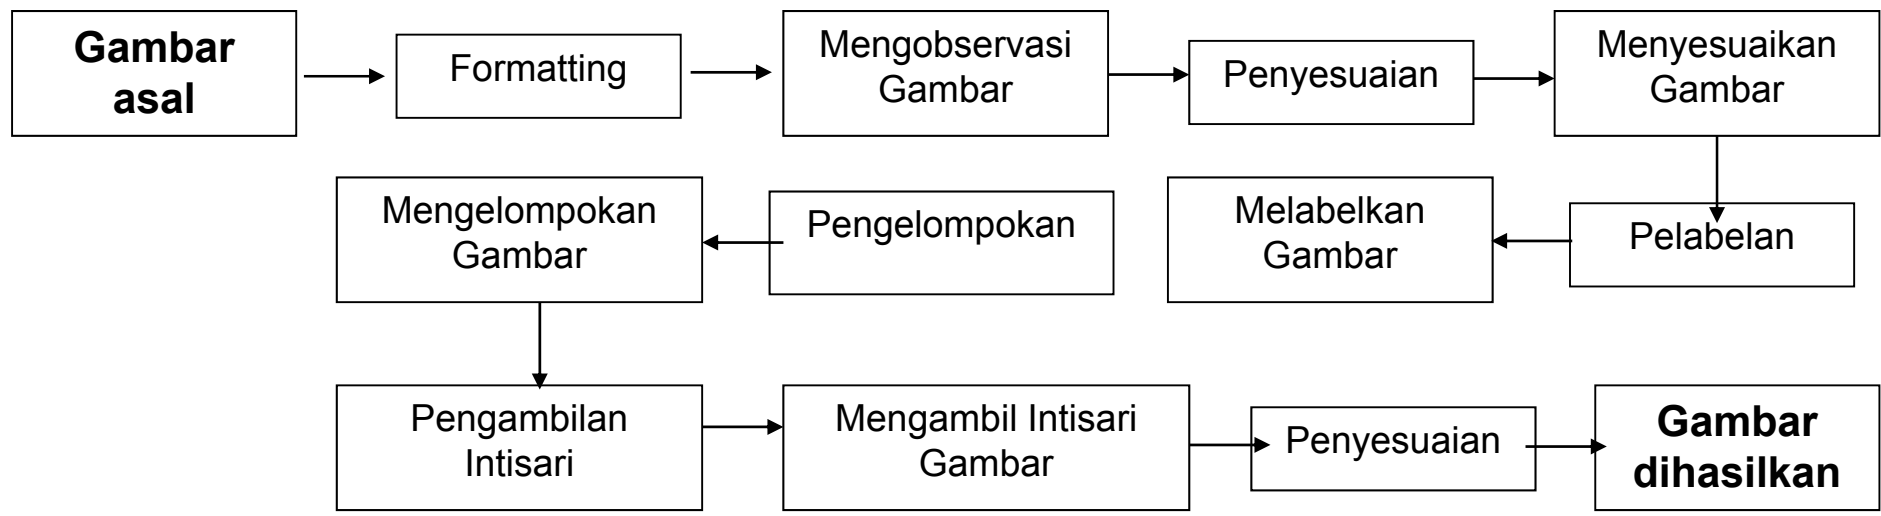 Gambar
asal
Formatting
Mengobservasi
Gambar
Penyesuaian
Menyesuaikan
Gambar
Mengelompokan
Gambar
Pengelompokan
Melabelkan
Gambar
Pelabelan
Pengambilan
Intisari
Mengambil Intisari
Gambar
Penyesuaian
Gambar
dihasilkan